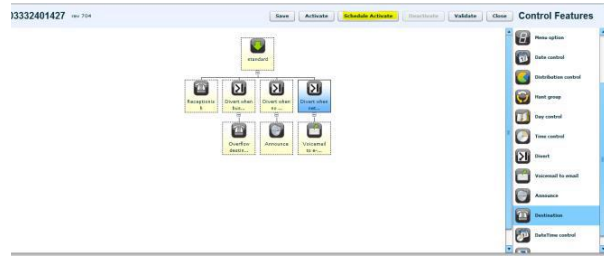 03332401427 rev 704
Save
Activate
Schedule Activate
Deactivate
Validate
Close
Control Features
standard
Receptionis
t
Divert when
bus...
Divert when
no ...
Divert when
not...
Overflow
destin...
Announce
Voicemail
to e-...
Menu option
Date control
Distribution control
Hunt group
Day control
Time control
Divert
Voicemail to email
Announce
Destination
DateTime control